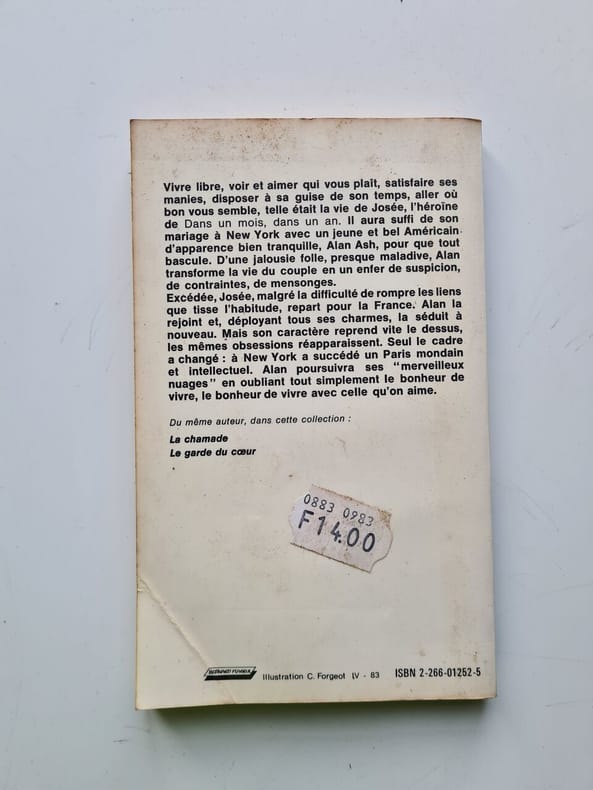 Vivre libre, voir et aimer qui vous plaît, satisfaire ses
manies, disposer à sa guise de son temps, aller où
bon vous semble, telle était la vie de Josée, l'héroïne
de Dans un mois, dans un an. Il aura suffi de son
mariage à New York avec un jeune et bel Américain
d'apparence bien tranquille, Alan Ash, pour que tout
bascule. D'une jalousie folle, presque maladive, Alan
transforme la vie du couple en un enfer de suspicion,
de contraintes, de mensonges.
Excédée, Josée, malgré la difficulté de rompre les liens
que tisse l'habitude, repart pour la France. Alan la
rejoint et, déployant tous ses charmes, la séduit à
nouveau. Mais son caractère reprend vite le dessus,
les mêmes obsessions réapparaissent. Seul le cadre
a changé : à New York a succédé un Paris mondain
et intellectuel. Alan poursuivra ses "merveilleux
nuages" en oubliant tout simplement le bonheur de
vivre, le bonheur de vivre avec celle qu'on aime.
Du même auteur, dans cette collection :
La chamade
Le garde du cœur
0883 0983
F14.00
Illustration C. Forgeot IV - 83
ISBN 2-266-01252-5